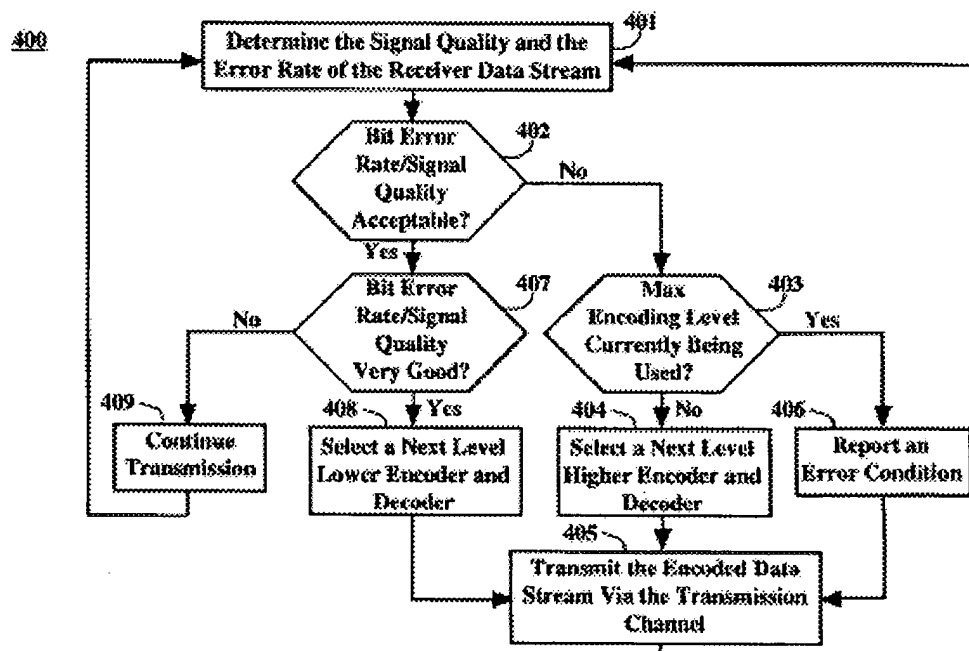 400
401
Determine the Signal Quality and the
Error Rate of the Receiver Data Stream
402
Bit Error
Rate/Signal
Quality
Acceptable?
No
Yes
407
Bit Error
Rate/Signal
Quality
Very Good?
No
Yes
403
Max
Encoding Level
Currently Being
Used?
Yes
No
409
Continue
Transmission
408
Select a Next Level
Lower Encoder and
Decoder
404
Select a Next Level
Higher Encoder and
Decoder
406
Report an
Error Condition
405
Transmit the Encoded Data
Stream Via the Transmission
Channel